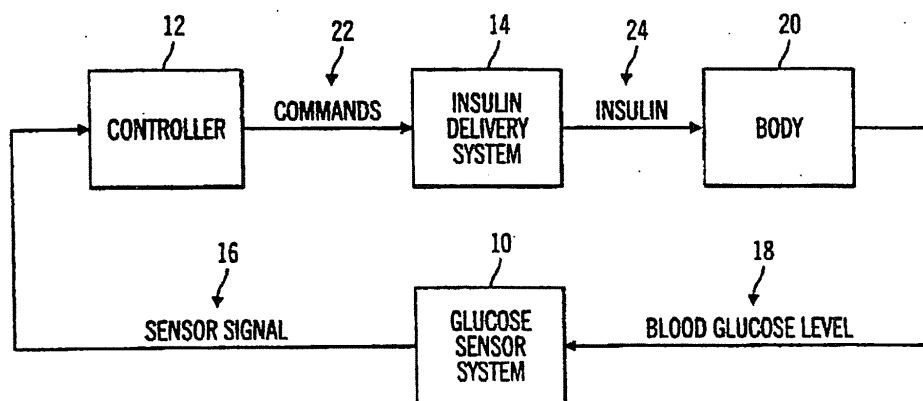 12
22
14
24
20
CONTROLLER
COMMANDS
INSULIN
DELIVERY
SYSTEM
INSULIN
BODY
16
10
18
SENSOR SIGNAL
GLUCOSE
SENSOR
SYSTEM
BLOOD GLUCOSE LEVEL